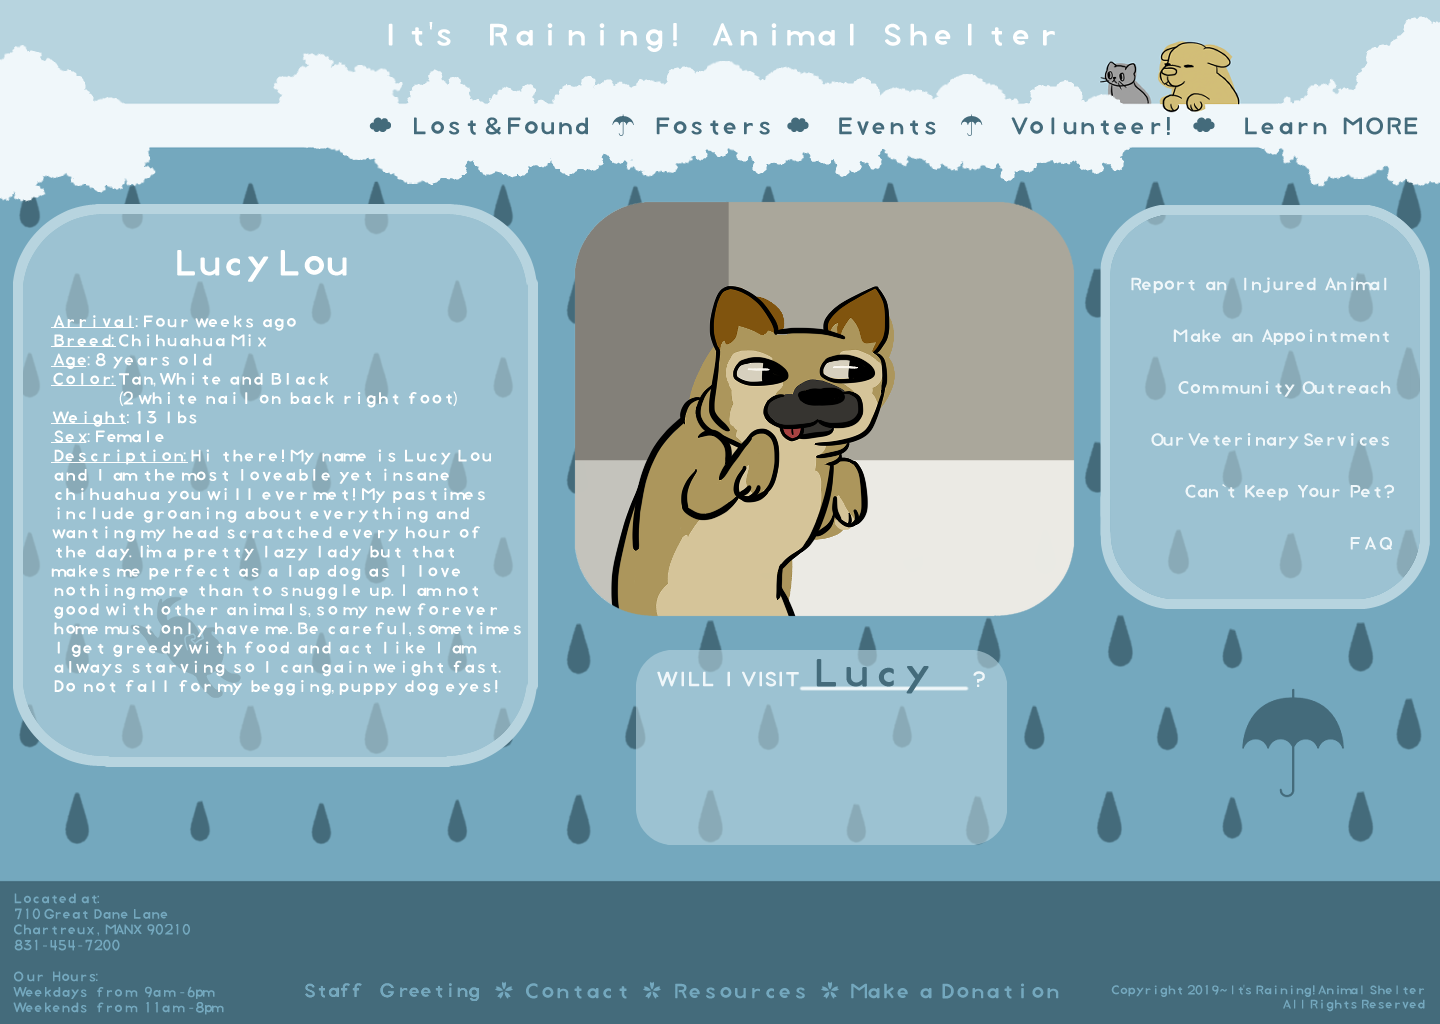 It's Raining! Animal Shelter
Lost&Found Fosters Events Volunteer! Learn MORE
Lucy Lou
Arrival: Four weeks ago
Breed: Chihuahua Mix
Age: 8 years old
Color: Tan, White and Black
(2 white nail on back right foot)
Weight: 13 lbs
Sex: Female
Description: Hi there! My name is Lucy Lou
and I am the most loveable yet insane
chihuahua you will ever met! My pastimes
include groaning about everything and
wanting my head scratched every hour of
the day. Im a pretty lazy lady but that
makes me perfect as a lap dog as I love
nothing more than to snuggle up. I am not
good with other animals, so my new forever
home must only have me. Be careful, sometimes
I get greedy with food and act like I am
always starving so I can gain weight fast.
Do not fall for my begging, puppy dog eyes!
WILL I VISIT Lucy ?
Report an Injured Animal
Make an Appointment
Community Outreach
Our Veterinary Services
Can`t Keep Your Pet?
FAQ
Located at:
710 Great Dane Lane
Chartreux, MANX 90210
831-454-7200
Our Hours:
Weekdays from 9am-6pm
Weekends from 11am-8pm
Staff Greeting Contact Resources Make a Donation
Copyright 2019~It's Raining! Animal Shelter
All Rights Reserved